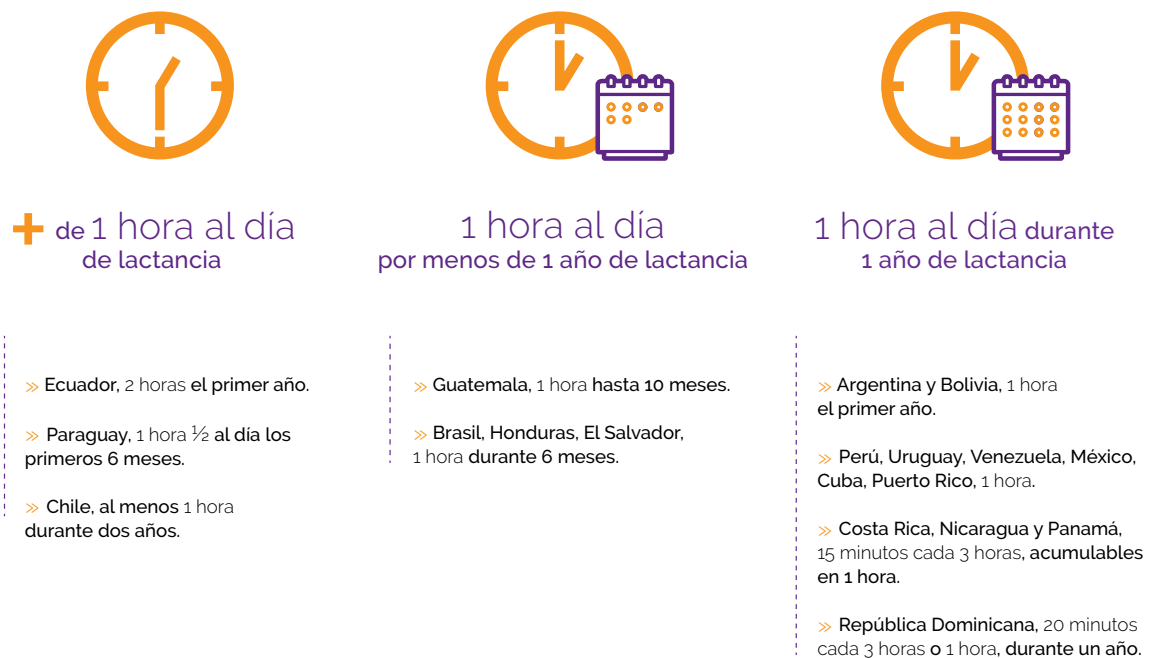 + de 1 hora al día
de lactancia
» Ecuador, 2 horas el primer año.
» Paraguay, 1 hora ½ al día los
primeros 6 meses.
» Chile, al menos 1 hora
durante dos años.
1 hora al día
por menos de 1 año de lactancia
» Guatemala, 1 hora hasta 10 meses.
» Brasil, Honduras, El Salvador,
1 hora durante 6 meses.
1 hora al día durante
1 año de lactancia
» Argentina y Bolivia, 1 hora
el primer año.
» Perú, Uruguay, Venezuela, México,
Cuba, Puerto Rico, 1 hora.
» Costa Rica, Nicaragua y Panamá,
15 minutos cada 3 horas, acumulables
en 1 hora.
» República Dominicana, 20 minutos
cada 3 horas o 1 hora, durante un año.